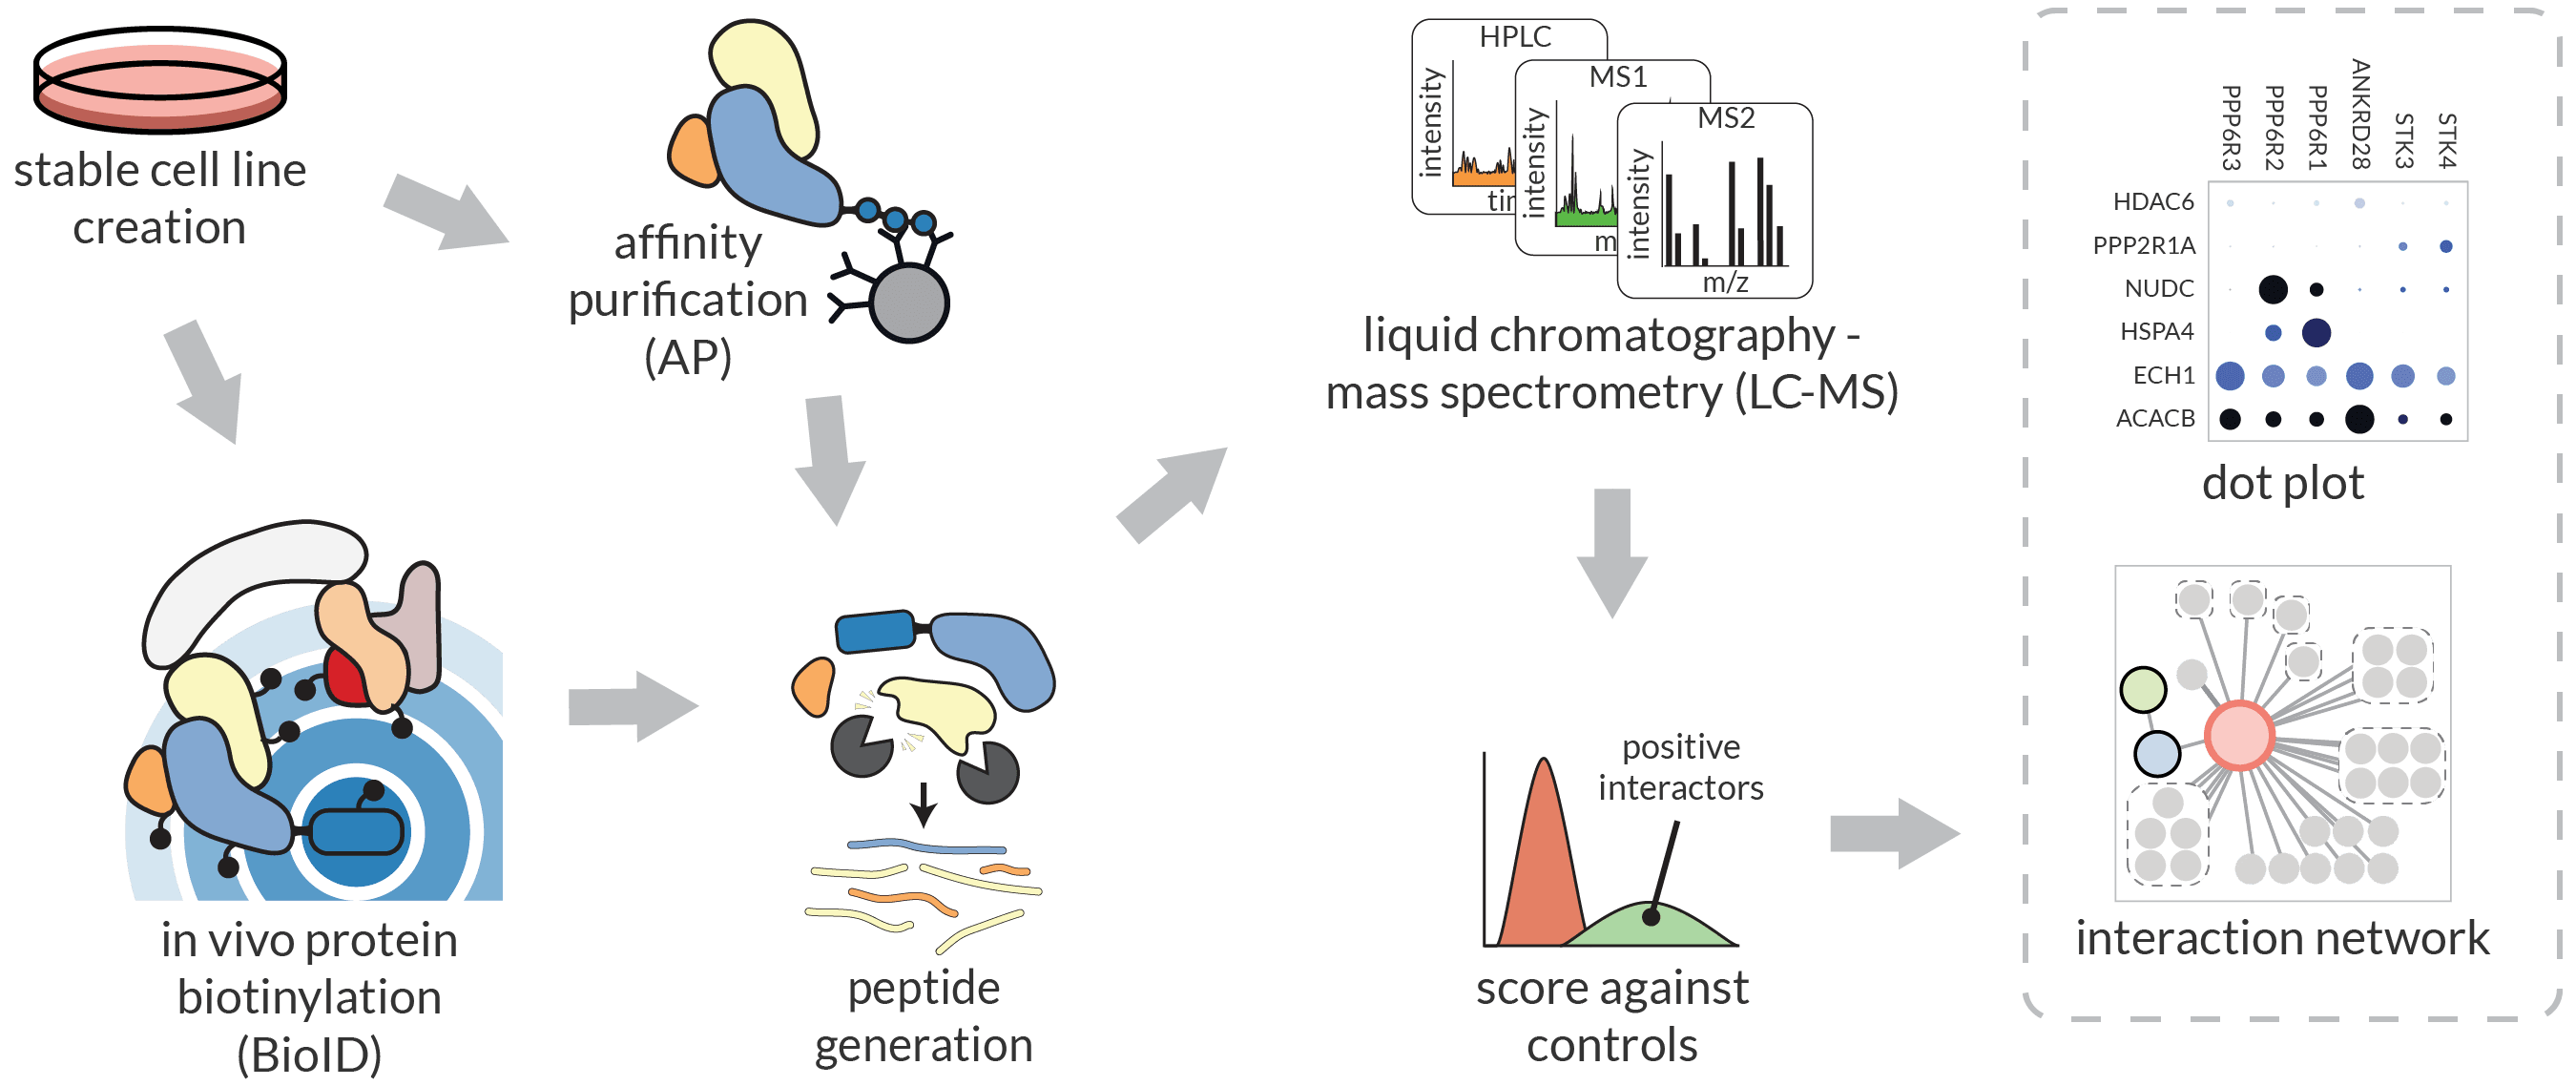 stable cell line
creation
affinity
purification
(AP)
in vivo protein
biotinylation
(BioID)
peptide
generation
HPLC
intensity
tin
MS1
intensity
m
MS2
intensity
m/z
liquid chromatography -
mass spectrometry (LC-MS)
positive
interactors
score against
controls
PPP6R3
PPP6R2
PPP6R1
ANKRD28
STK3
STK4
HDAC6
PPP2R1A
NUDC
HSPA4
ECH1
ACACB
dot plot
interaction network